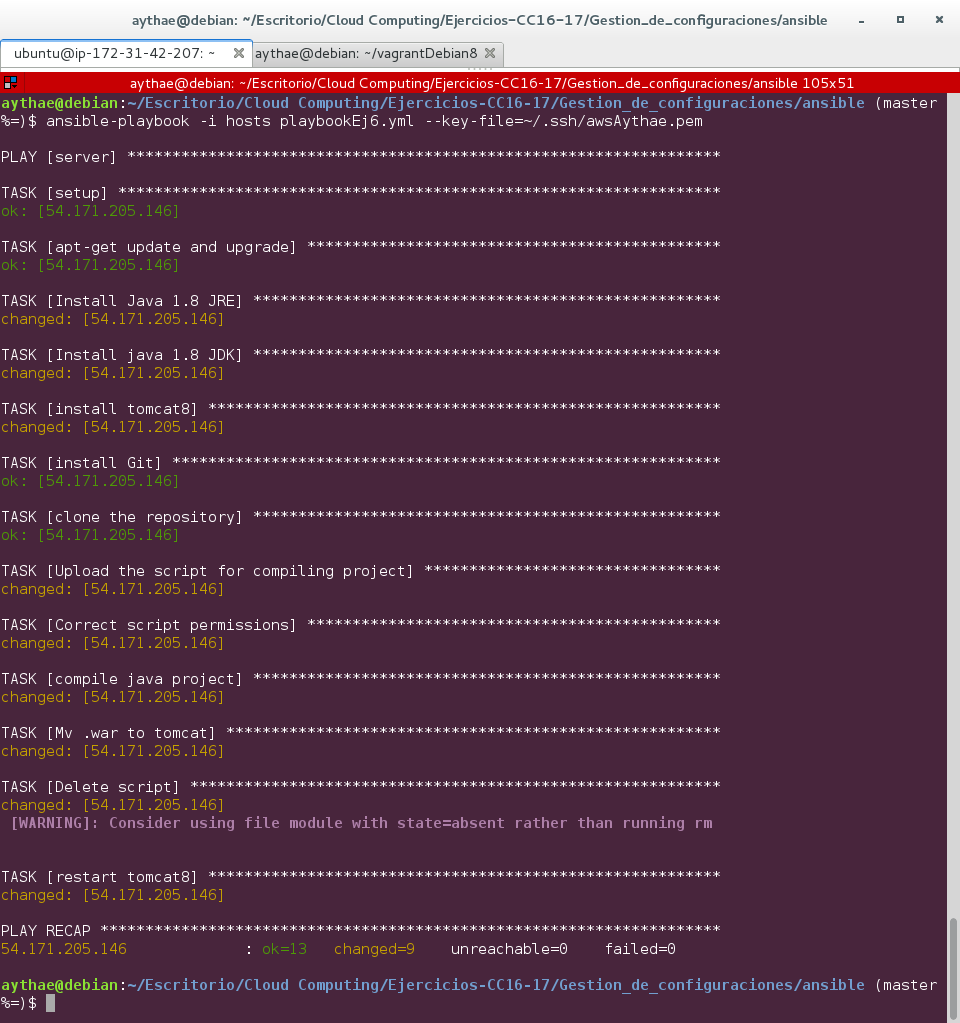 aythae@debian: ~/Escritorio/Cloud Computing/Ejercicios-CC16-17/Gestion_de_configuraciones/ansible
ubuntu@ip-172-31-42-207: ~
aythae@debian: ~/vagrantDebian8
aythae@debian: ~/Escritorio/Cloud Computing/Ejercicios-CC16-17/Gestion_de_configuraciones/ansible 105x51
aythae@debian:~/Escritorio/Cloud Computing/Ejercicios-CC16-17/Gestion_de_configuraciones/ansible (master
%=)$ ansible-playbook -i hosts playbookEj6.yml --key-file=~/.ssh/awsAythae.pem
PLAY [server] ******************************************************************
TASK [setup] *******************************************************************
ok: [54.171.205.146]
TASK [apt-get update and upgrade] **********************************************
ok: [54.171.205.146]
TASK [Install Java 1.8 JRE] ****************************************************
changed: [54.171.205.146]
TASK [Install java 1.8 JDK] ****************************************************
changed: [54.171.205.146]
TASK [install tomcat8] *********************************************************
changed: [54.171.205.146]
TASK [install Git] *************************************************************
ok: [54.171.205.146]
TASK [clone the repository] ****************************************************
ok: [54.171.205.146]
TASK [Upload the script for compiling project] *********************************
changed: [54.171.205.146]
TASK [Correct script permissions] **********************************************
changed: [54.171.205.146]
TASK [compile java project] ****************************************************
changed: [54.171.205.146]
TASK [Mv .war to tomcat] *******************************************************
changed: [54.171.205.146]
TASK [Delete script] ***********************************************************
changed: [54.171.205.146]
[WARNING]: Consider using file module with state=absent rather than running rm
TASK [restart tomcat8] *********************************************************
changed: [54.171.205.146]
PLAY RECAP *********************************************************************
54.171.205.146             : ok=13   changed=9    unreachable=0    failed=0
aythae@debian:~/Escritorio/Cloud Computing/Ejercicios-CC16-17/Gestion_de_configuraciones/ansible (master
%=)$